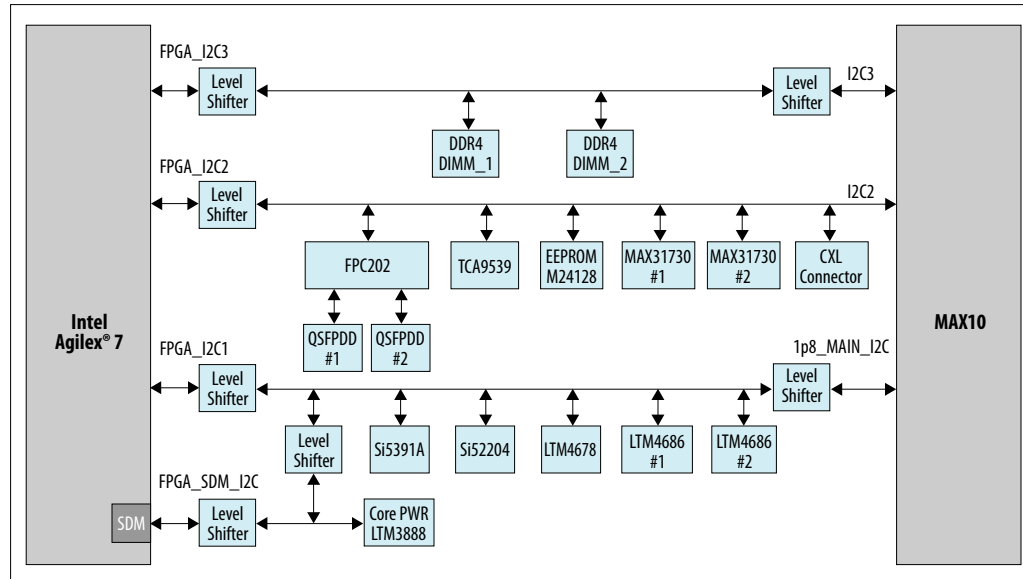 FPGA_I2C3
Level
Shifter
Level
Shifter
I2C3
DDR4
DIMM_1
DDR4
DIMM_2
FPGA_I2C2
Level
Shifter
I2C2
FPC202
TCA9539
EEPROM
M24128
MAX31730
#1
MAX31730
#2
CXL
Connector
Intel
Agilex® 7
MAX10
QSFPDD
#1
QSFPDD
#2
FPGA_I2C1
Level
Shifter
1p8_MAIN_I2C
Level
Shifter
Level
Shifter
Si5391A
Si52204
LTM4678
LTM4686
#1
LTM4686
#2
FPGA_SDM_I2C
SDM
Level
Shifter
Core PWR
LTM3888